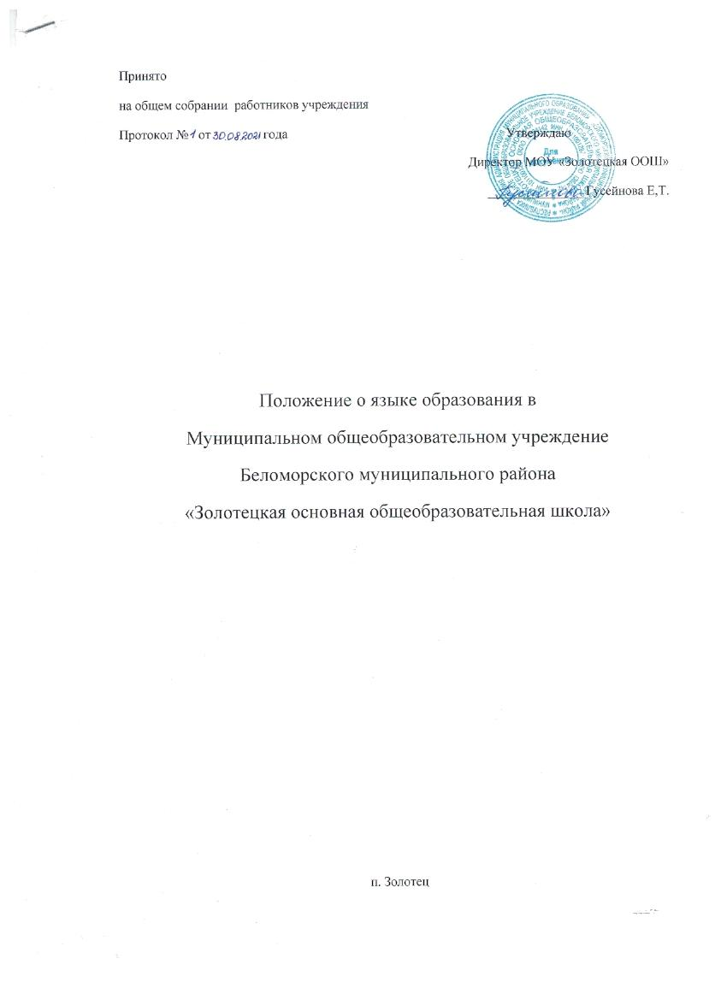 Принято
на общем собрании работников учреждения
Протокол №1 от 30.08.2021 года
Утверждаю
Директор МОУ «Золотецкая ООШ»
Гусейнова Е,Т.
Для
Положение о языке образования в
Муниципальном общеобразовательном учреждение
Беломорского муниципального района
«Золотецкая основная общеобразовательная школа»
п. Золотец